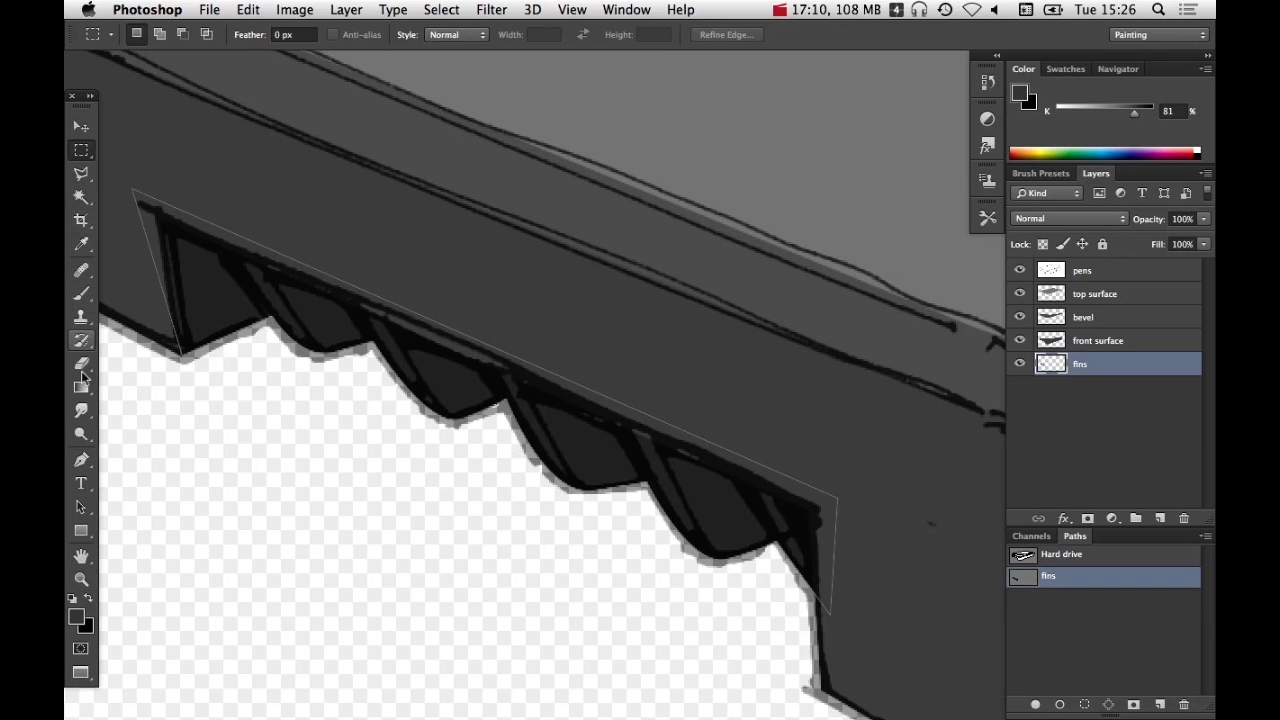 Photoshop File Edit Image Layer Select Filter 3D View Window Help 17:10, 108 MB 4 Tue 15:26
Feather: 0 px Anti-alias Style: Normal Width: Height: Refine Edge... Painting
Color Swatches Navigator
K 81 %
Brush Presets Layers
Kind
Normal Opacity: 100%
Lock: Fill: 100%
pens
top surface
bevel
front surface
fins
fx.
Channels Paths
Hard drive
fins